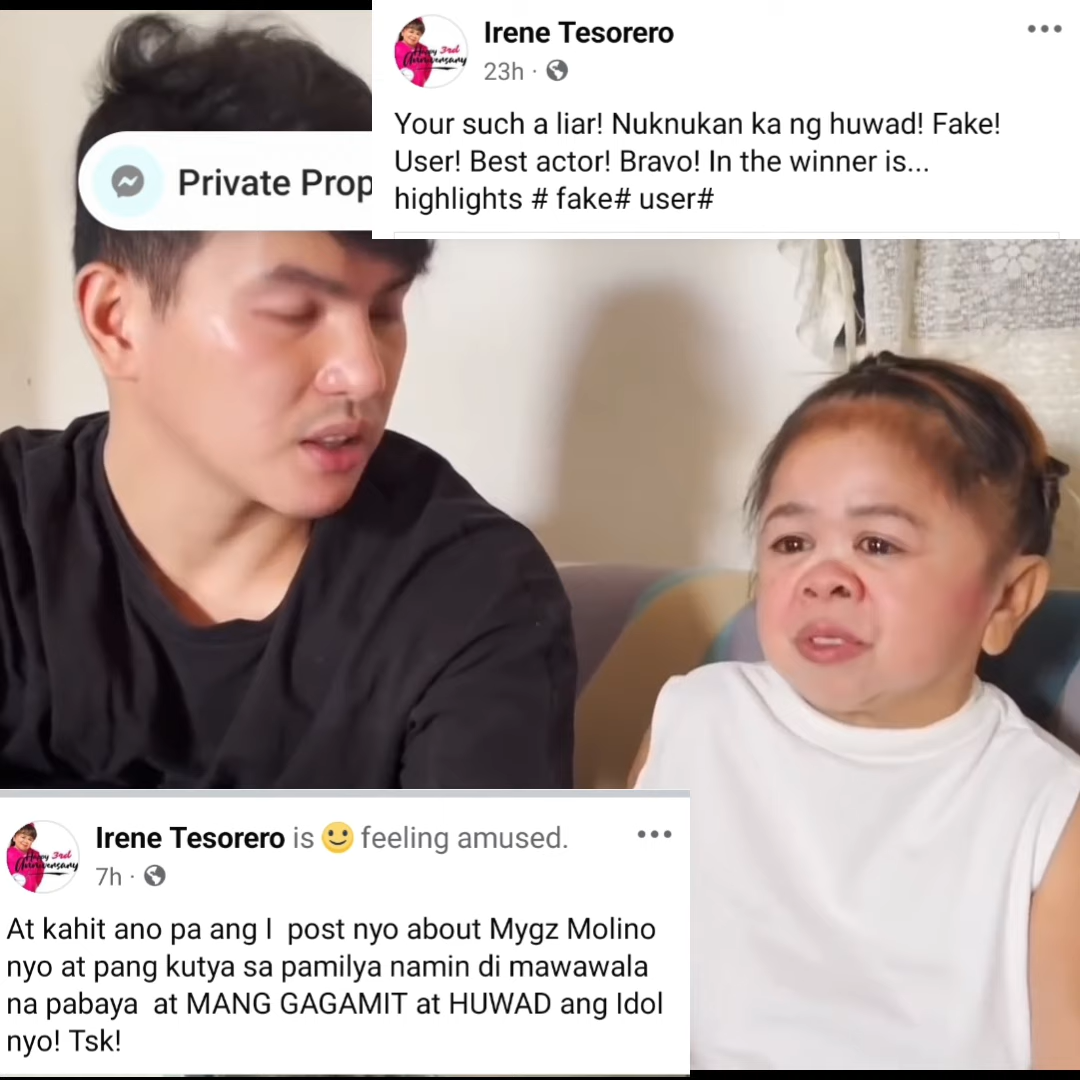 Irene Tesorero
23h
Your such a liar! Nuknukan ka ng huwad! Fake!
User! Best actor! Bravo! In the winner is...
highlights # fake# user#
Private Prop
Irene Tesorero is 🙂 feeling amused.
7h
At kahit ano pa ang I post nyo about Mygz Molino
nyo at pang kutya sa pamilya namin di mawawala
na pabaya at MANG GAGAMIT at HUWAD ang Idol
nyo! Tsk!
Happy 3rd
Anniversary